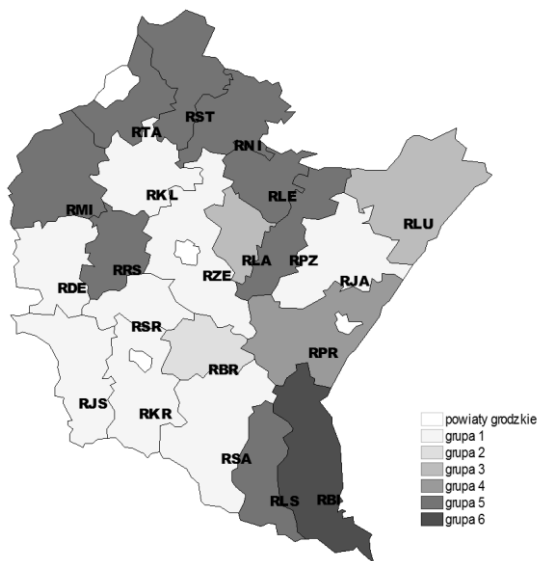 RST
RTA
RNI
RKL
RLE
RMI
RLU
RLA
RPZ
RZE
RJA
RDE
RRS
RSR
RPR
RBR
RJS
RKR
RSA
RLS
RBI
powiaty grodzkie
grupa 1
grupa 2
grupa 3
grupa 4
grupa 5
grupa 6